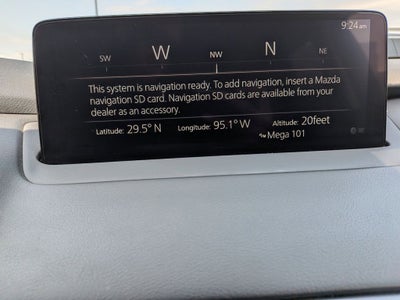 9:24 am
SW W NW N NE
This system is navigation ready. To add navigation, insert a Mazda
navigation SD card. Navigation SD cards are available from your
dealer as an accessory.
Latitude: 29.5° N Longitude: 95.1° W Altitude: 20feet
Mega 101